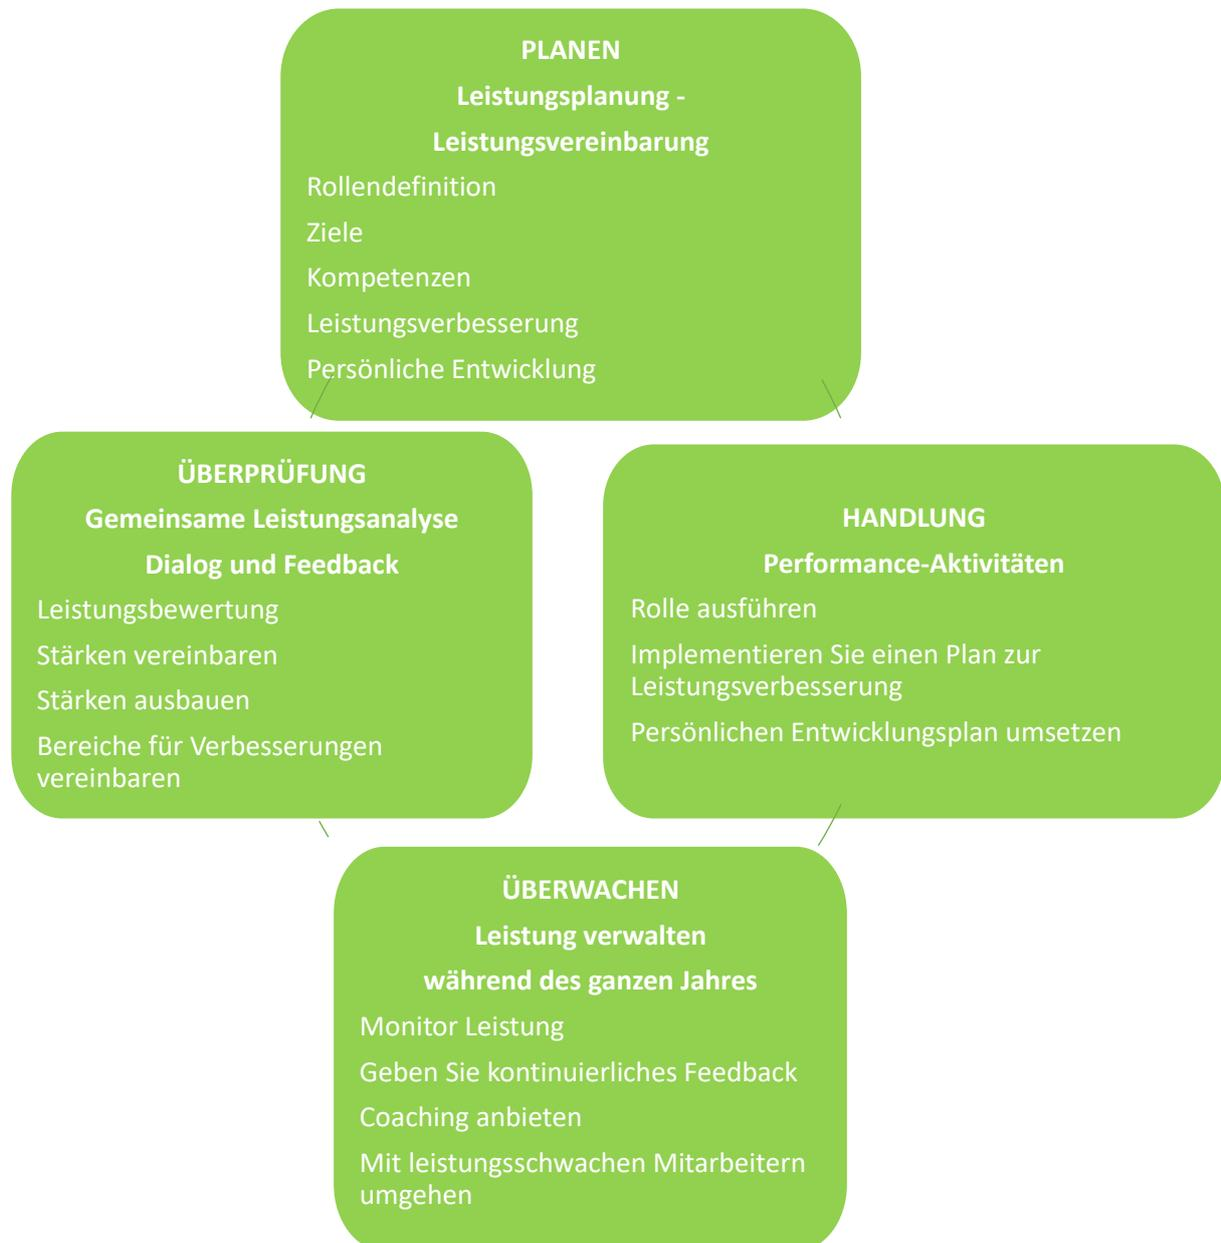 PLANEN
Leistungsplanung -
Leistungsvereinbarung
Rollendefinition
Ziele
Kompetenzen
Leistungsverbesserung
Persönliche Entwicklung
ÜBERPRÜFUNG
Gemeinsame Leistungsanalyse
Dialog und Feedback
Leistungsbewertung
Stärken vereinbaren
Stärken ausbauen
Bereiche für Verbesserungen
vereinbaren
HANDLUNG
Performance-Aktivitäten
Rolle ausführen
Implementieren Sie einen Plan zur
Leistungsverbesserung
Persönlichen Entwicklungsplan umsetzen
ÜBERWACHEN
Leistung verwalten
während des ganzen Jahres
Monitor Leistung
Geben Sie kontinuierliches Feedback
Coaching anbieten
Mit leistungsschwachen Mitarbeitern
umgehen